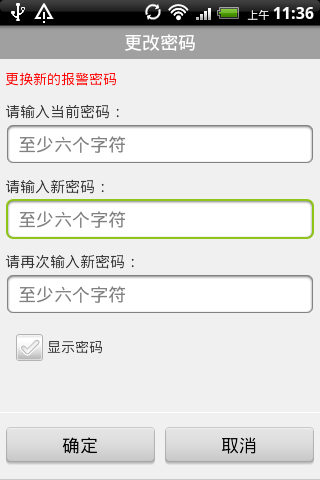 上午 11:36
更改密码
更换新的报警密码
请输入当前密码：
至少六个字符
请输入新密码：
至少六个字符
请再次输入新密码：
至少六个字符
显示密码
确定
取消